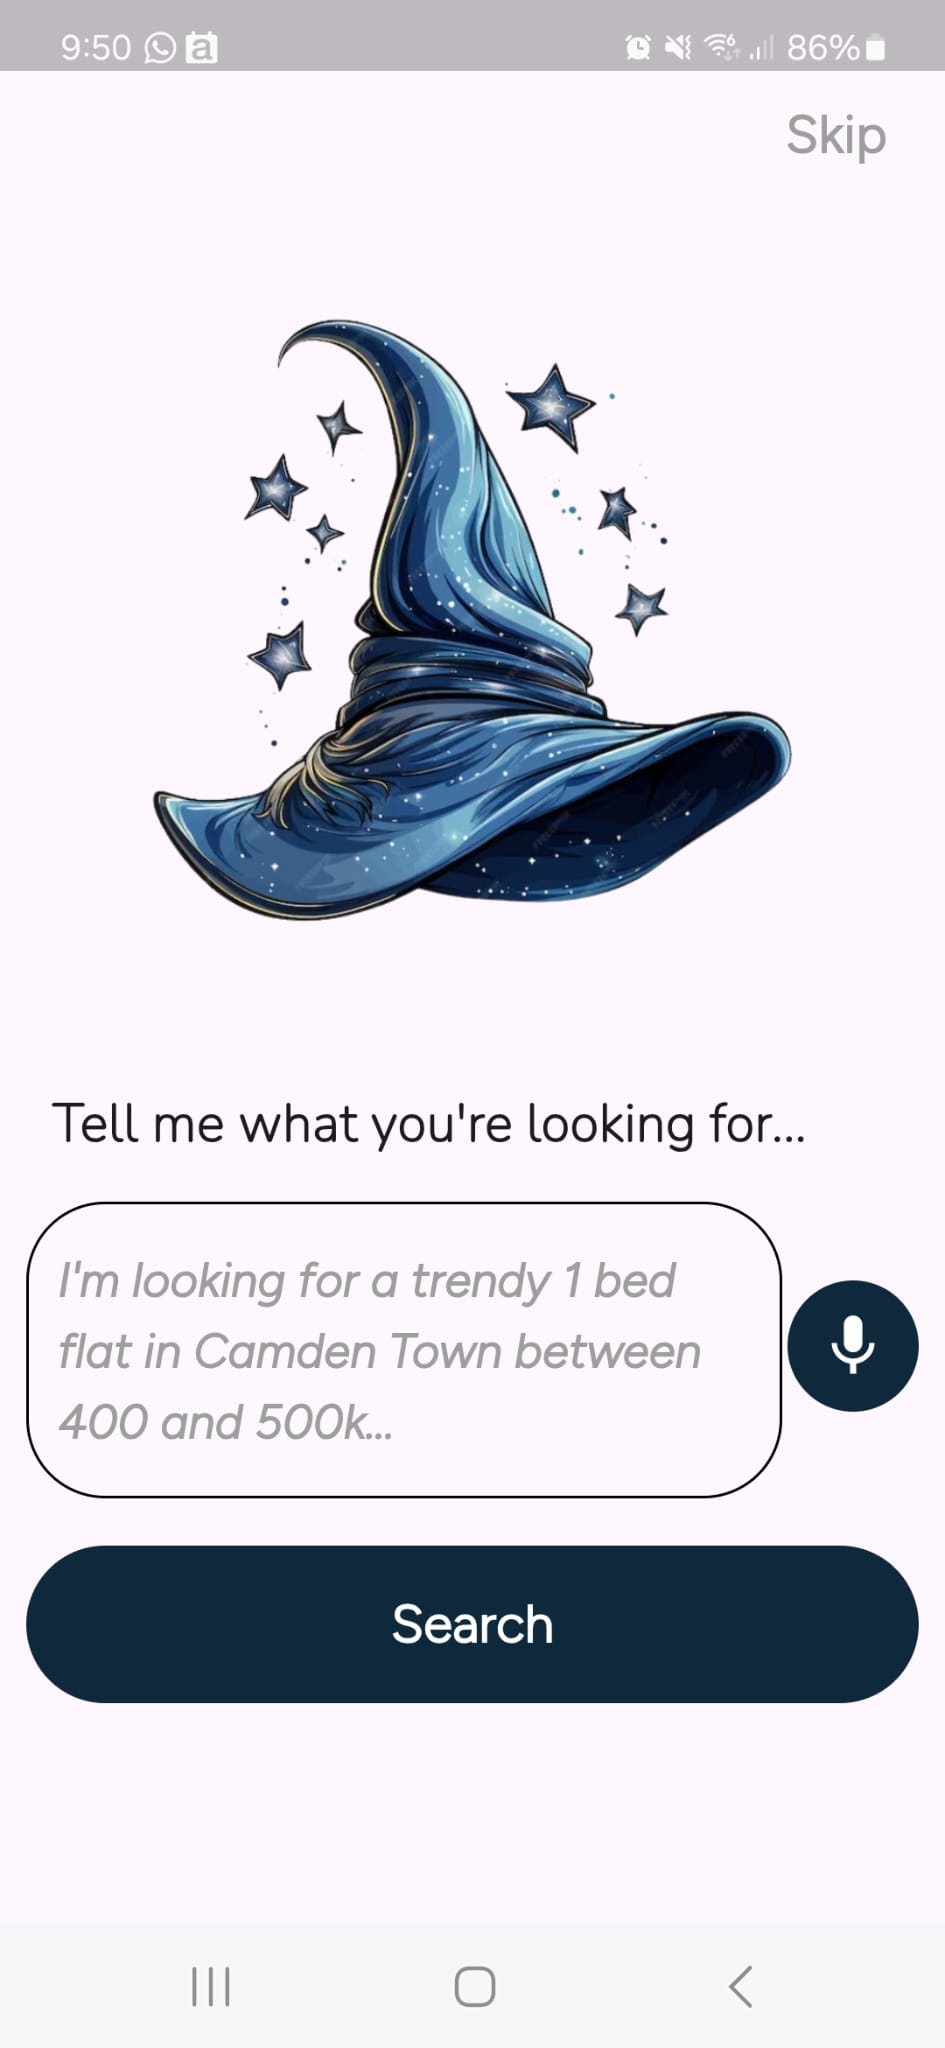 9:50
86%
Skip
Tell me what you're looking for...
I'm looking for a trendy 1 bed
flat in Camden Town between
400 and 500k...
Search